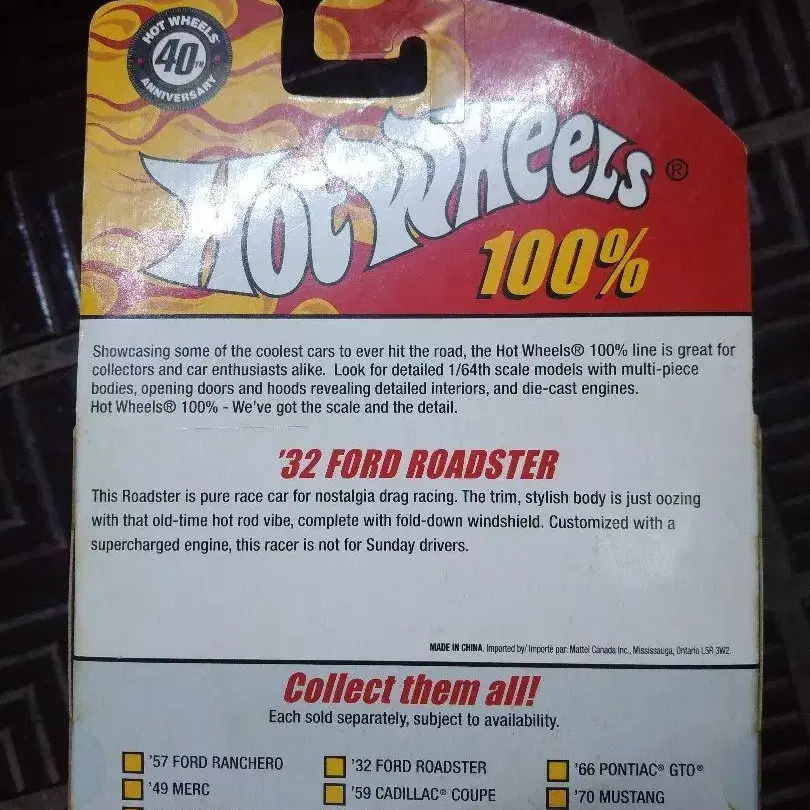 HOT WHEELS
40TM
ANNIVERSARY
HOT WHEELS®
100%
Showcasing some of the coolest cars to ever hit the road, the Hot Wheels® 100% line is great for
collectors and car enthusiasts alike. Look for detailed 1/64th scale models with multi-piece
bodies, opening doors and hoods revealing detailed interiors, and die-cast engines.
Hot Wheels® 100% - We've got the scale and the detail.
'32 FORD ROADSTER
This Roadster is pure race car for nostalgia drag racing. The trim, stylish body is just oozing
with that old-time hot rod vibe, complete with fold-down windshield. Customized with a
supercharged engine, this racer is not for Sunday drivers.
MADE IN CHINA. Imported by/ Importé par: Mattel Canada Inc., Mississauga, Ontario L5R 3W2.
Collect them all!
Each sold separately, subject to availability.
'57 FORD RANCHERO
'49 MERC
'32 FORD ROADSTER
'59 CADILLAC® COUPE
'66 PONTIAC® GTO®
'70 MUSTANG